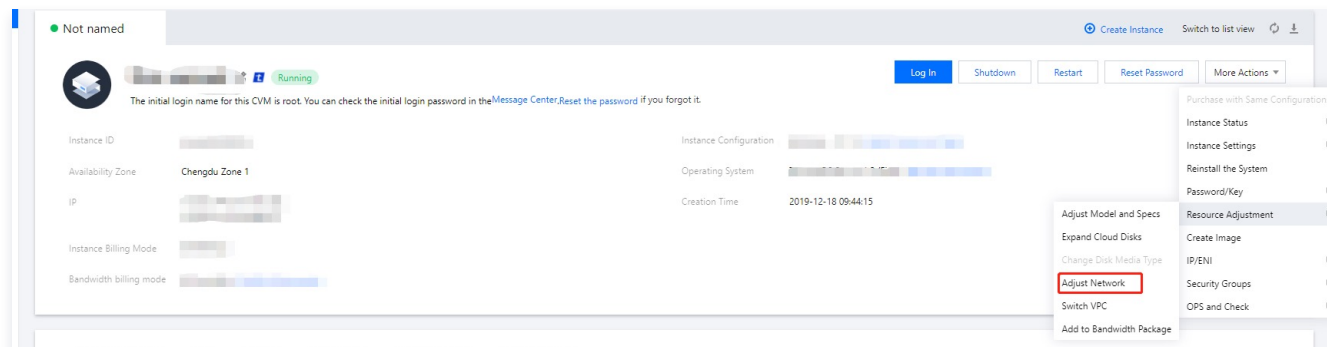 Not named
Create Instance Switch to list view
Running
Log In Shutdown Restart Reset Password More Actions
The initial login name for this CVM is root. You can check the initial login password in the Message Center,Reset the password if you forgot it.
Purchase with Same Configuration
Instance Status
Instance Settings
Reinstall the System
Password/Key
Resource Adjustment
Create Image
IP/ENI
Security Groups
OPS and Check
Adjust Model and Specs
Expand Cloud Disks
Change Disk Media Type
Adjust Network
Switch VPC
Add to Bandwidth Package
Instance ID
Instance Configuration
Availability Zone Chengdu Zone 1
Operating System
IP
Creation Time 2019-12-18 09:44:15
Instance Billing Mode
Bandwidth billing mode